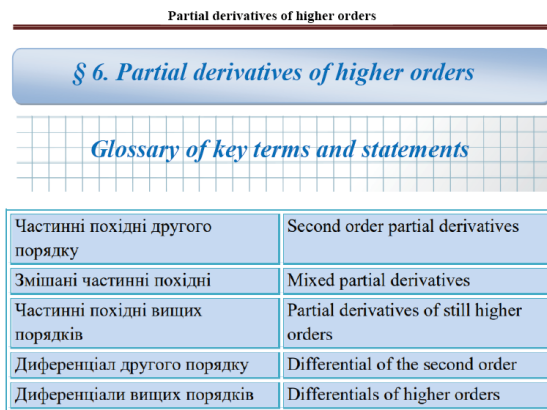 Partial derivatives of higher orders
§ 6. Partial derivatives of higher orders
Glossary of key terms and statements
Частинні похідні другого
порядку
Second order partial derivatives
Змішані частинні похідні
Mixed partial derivatives
Частинні похідні вищих
порядків
Partial derivatives of still higher
orders
Диференціал другого порядку
Differential of the second order
Диференціали вищих порядків
Differentials of higher orders